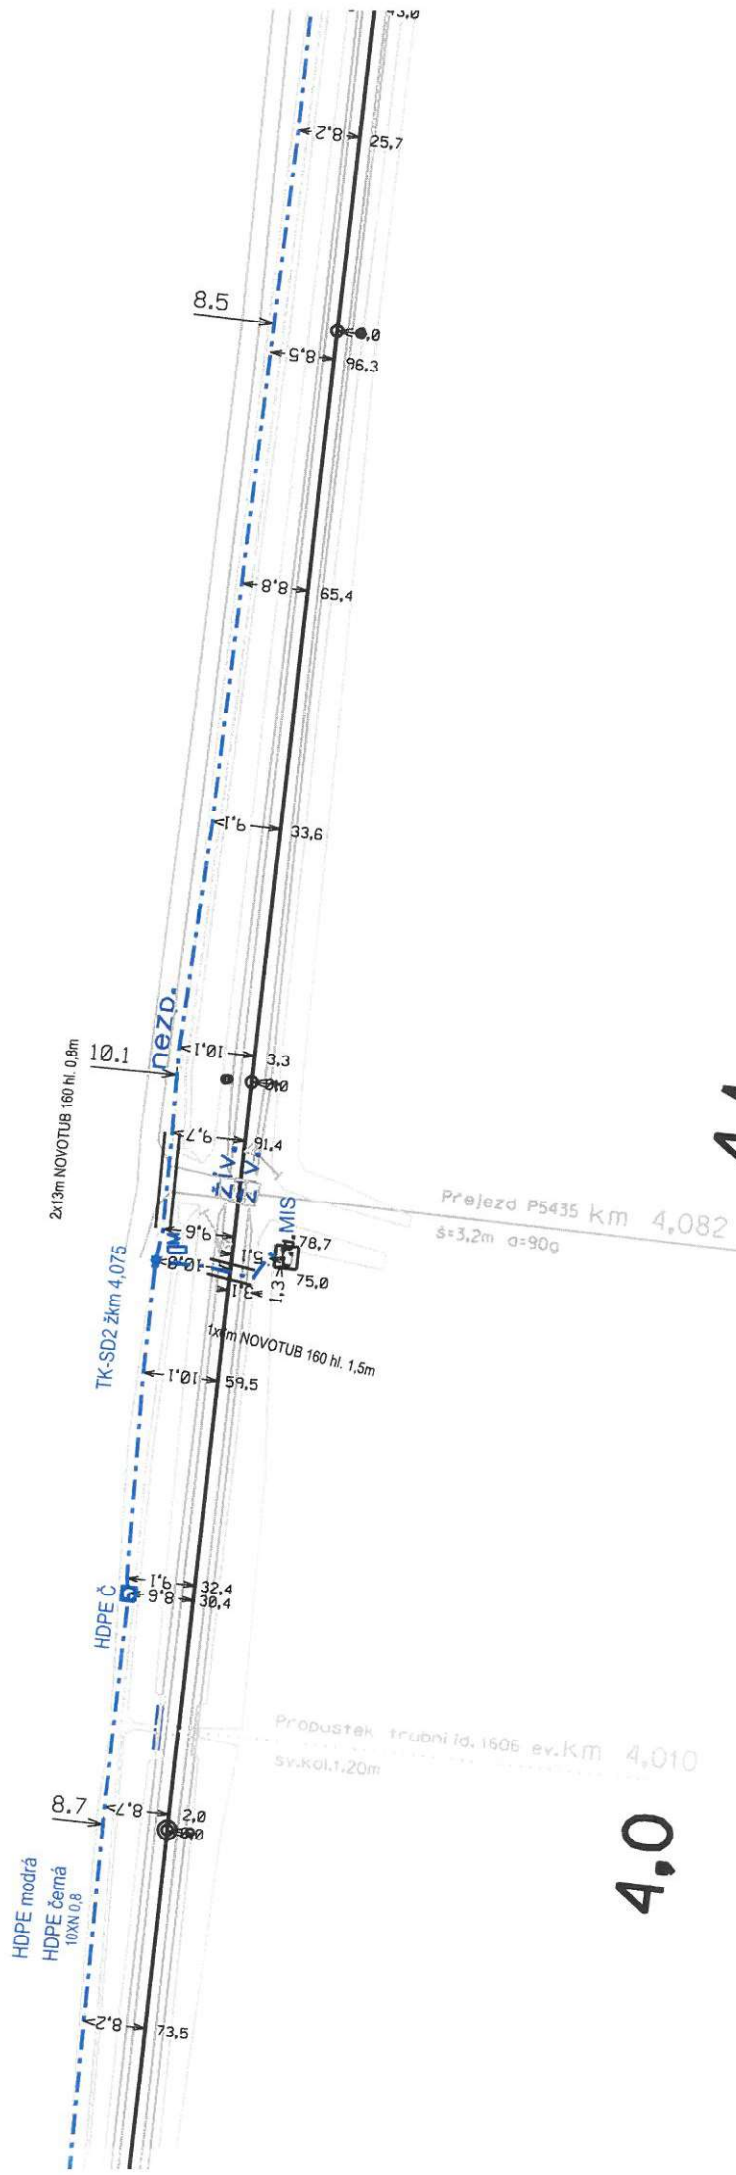 8.2
25,7
8.5
8.5
96.3
8.8
65,4
9.1
33,6
nezp.
10.1
2x13m NOVOTUB 160 hl. 0,8m
10.1
3.3
9.7
91.4
živ.
ž v.
9.6
MIS
Přejezd P5435 km 4,082
š=3,2m a=90g
78.7
5.1
10.8
75,0
1.3
3.1
TK-SD2 žkm 4,075
NOVOTUB 160 hl. 1,5m
10.1
59,5
9.1
32.4
8.6
30,4
HDPE Č
Propustek trubní id. 1606 ev.km 4,010
sv.kol.1.20m
8.7
8.7
2,0
4,0
HDPE modrá
HDPE černá
10XN 0,8
8.2
73,5